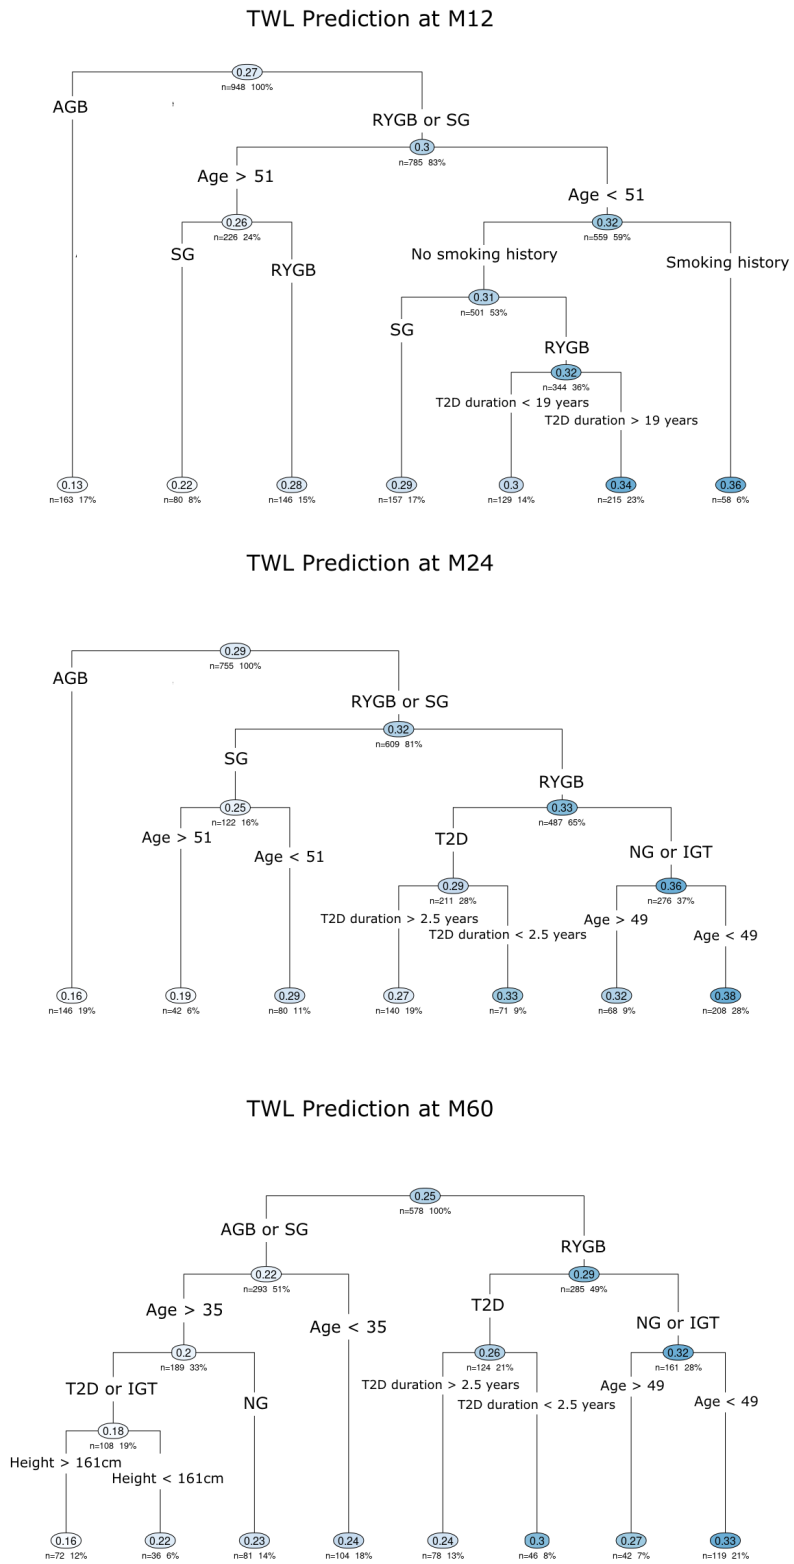 TWL Prediction at M12
0.27
n=948 100%
AGB
RYGB or SG
0.3
n=785 83%
Age > 51
Age < 51
0.26
n=226 24%
0.32
n=559 59%
SG
RYGB
No smoking history
Smoking history
0.31
n=501 53%
SG
RYGB
0.32
n=344 36%
T2D duration < 19 years
T2D duration > 19 years
0.13 0.22 0.28 0.29 0.3 0.34 0.36
n=163 17% n=80 8% n=146 15% n=157 17% n=129 14% n=215 23% n=58 6%
TWL Prediction at M24
0.29
n=755 100%
AGB
RYGB or SG
0.32
n=609 81%
SG
RYGB
0.25
n=122 16%
0.33
n=487 65%
Age > 51
Age < 51
T2D
NG or IGT
0.29
n=211 28%
0.36
n=276 37%
T2D duration > 2.5 years
T2D duration < 2.5 years
Age > 49
Age < 49
0.16 0.19 0.29 0.27 0.33 0.32 0.38
n=146 19% n=42 6% n=80 11% n=140 19% n=71 9% n=68 9% n=208 28%
TWL Prediction at M60
0.25
n=578 100%
AGB or SG
RYGB
0.22
n=293 51%
0.29
n=285 49%
Age > 35
Age < 35
T2D
NG or IGT
0.2
n=189 33%
0.26
n=124 21%
0.32
n=161 28%
T2D or IGT
NG
T2D duration > 2.5 years
T2D duration < 2.5 years
Age > 49
Age < 49
0.18
n=108 19%
Height > 161cm
Height < 161cm
0.16 0.22 0.23 0.24 0.24 0.3 0.27 0.33
n=72 12% n=36 6% n=81 14% n=104 18% n=78 13% n=46 8% n=42 7% n=119 21%